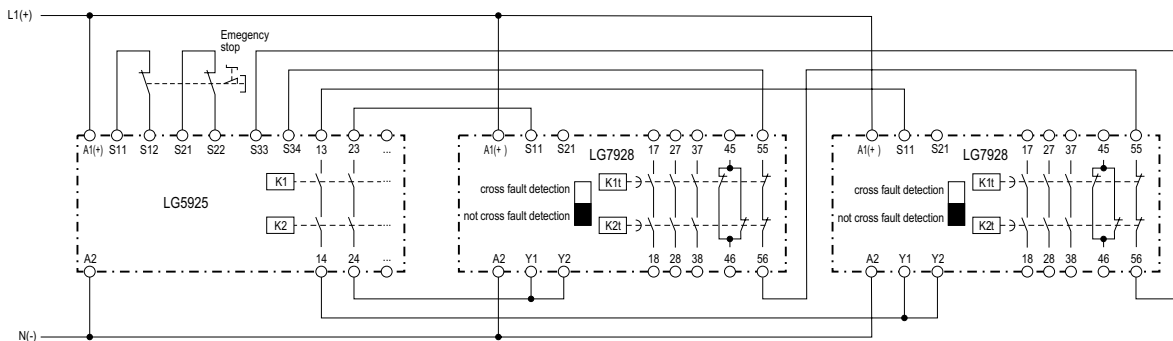 L1(+)
Emegency
stop
A1(+) S11 S12 S21 S22 S33 S34 13 23 ...
A1(+ ) S11 S21 17 27 37 45 55
A1(+ ) S11 S21 17 27 37 45 55
LG7928
LG7928
K1 ...
cross fault detection K1t
cross fault detection K1t
LG5925
not cross fault detection K2t
not cross fault detection K2t
K2 ...
A2 14 24 ...
A2 Y1 Y2 18 28 38 46 56
A2 Y1 Y2 18 28 38 46 56
N(-)